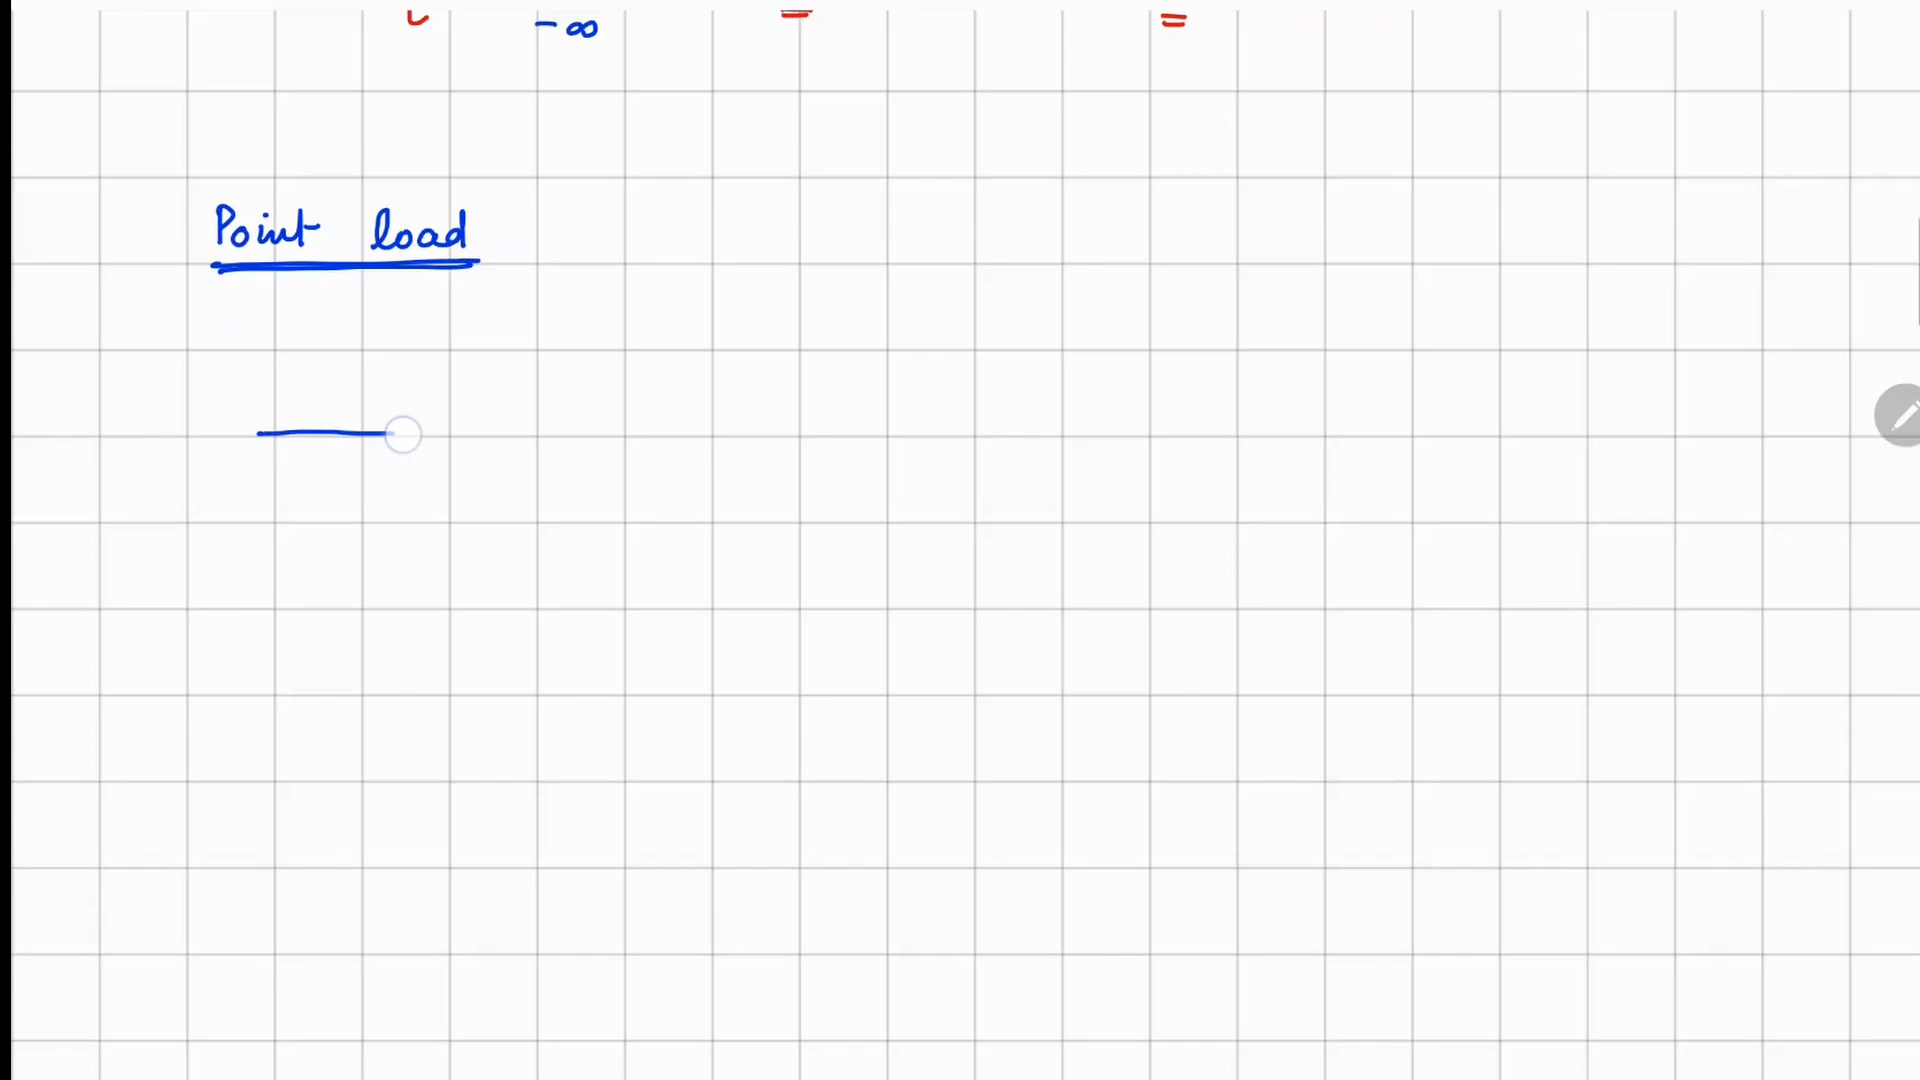 -∞ = =
Point load